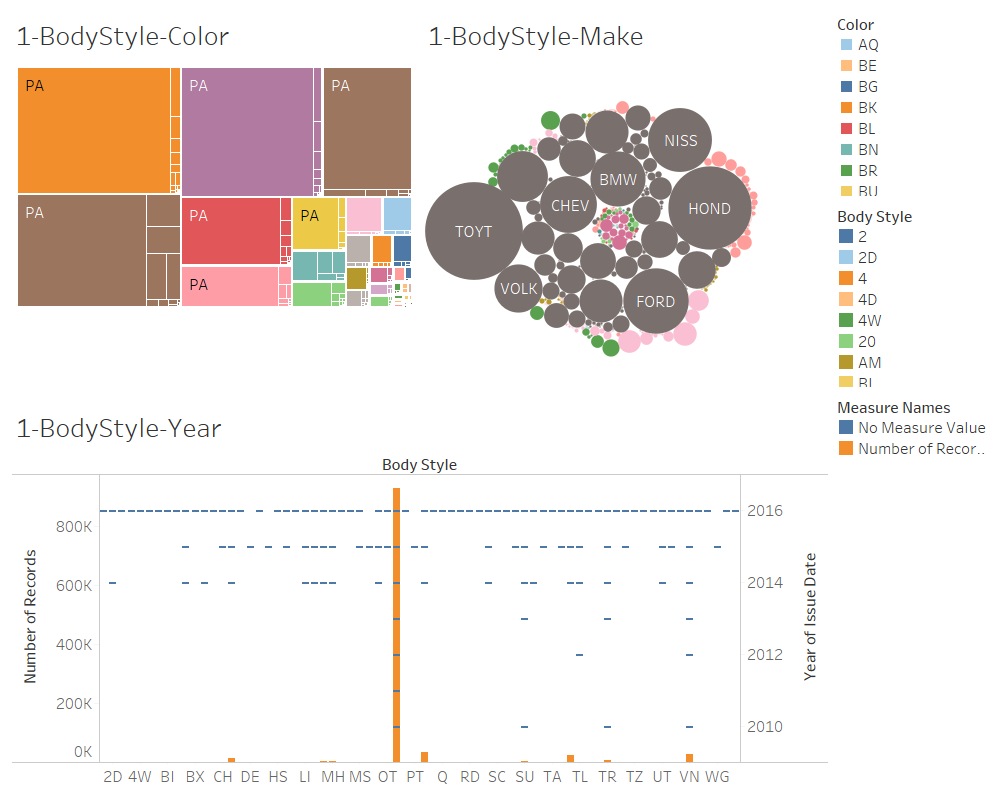 1-BodyStyle-Color
PA
PA
PA
PA
PA
PA
PA
1-BodyStyle-Make
NISS
BMW
HOND
CHEV
TOYT
VOLK
FORD
Color
AQ
BE
BG
BK
BL
BN
BR
BU
Body Style
2
2D
4
4D
4W
20
AM
Measure Names
No Measure Value
Number of Recor..
1-BodyStyle-Year
Body Style
Number of Records
800K
600K
400K
200K
0K
2016
2014
2012
2010
Year of Issue Date
2D 4W BI BX CH DE HS LI MH MS OT PT Q RD SC SU TA TL TR TZ UT VN WG